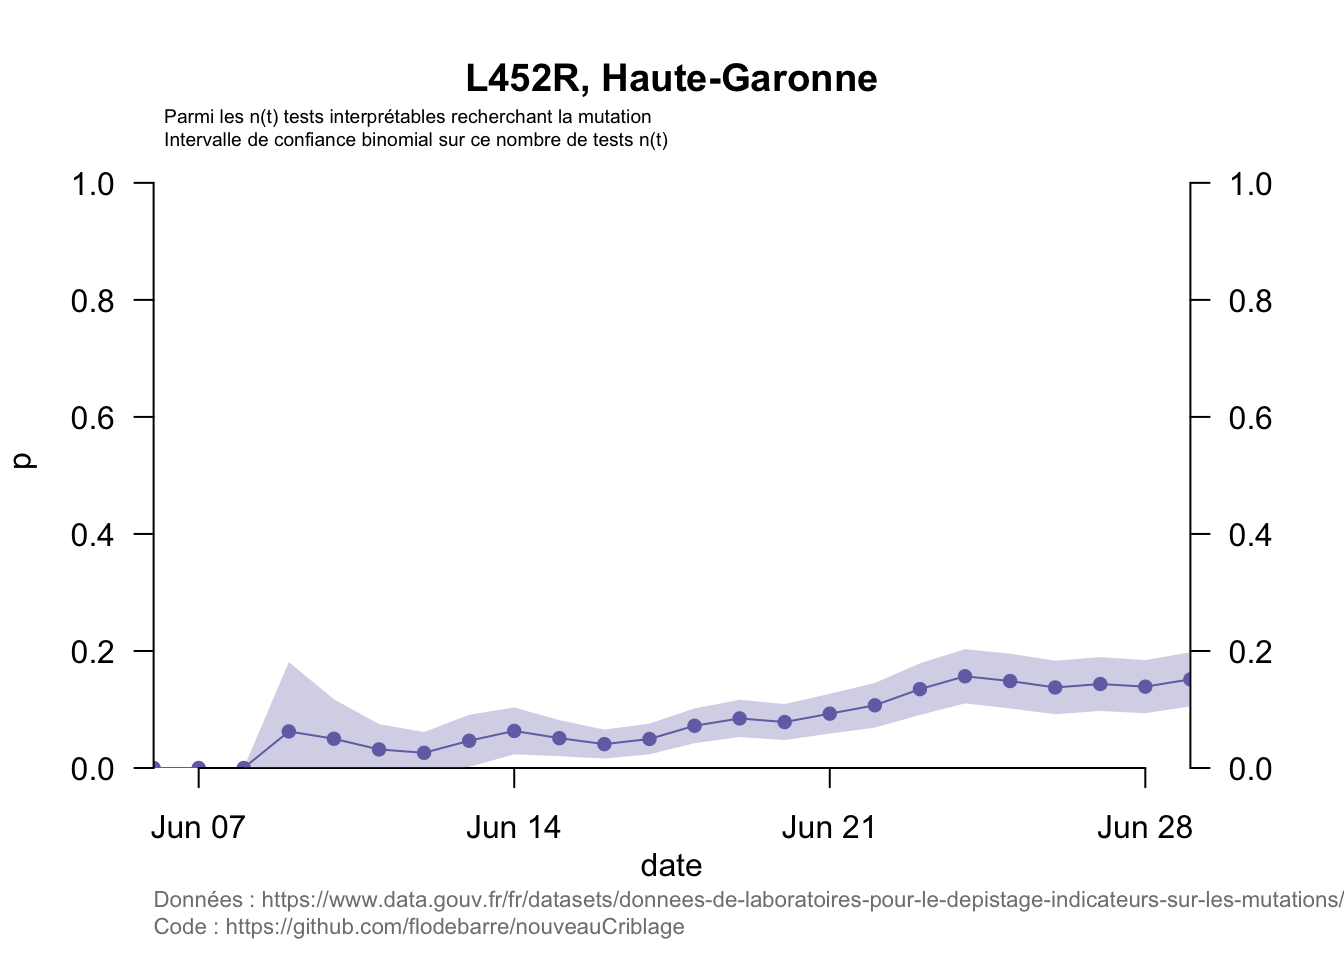 L452R, Haute-Garonne
Parmi les n(t) tests interprétables recherchant la mutation
Intervalle de confiance binomial sur ce nombre de tests n(t)
1.0
0.8
0.6
0.4
0.2
0.0
p
1.0
0.8
0.6
0.4
0.2
0.0
Jun 07 Jun 14 Jun 21 Jun 28
date
Données : https://www.data.gouv.fr/fr/datasets/donnees-de-laboratoires-pour-le-depistage-indicateurs-sur-les-mutations/
Code : https://github.com/flodebarre/nouveauCriblage